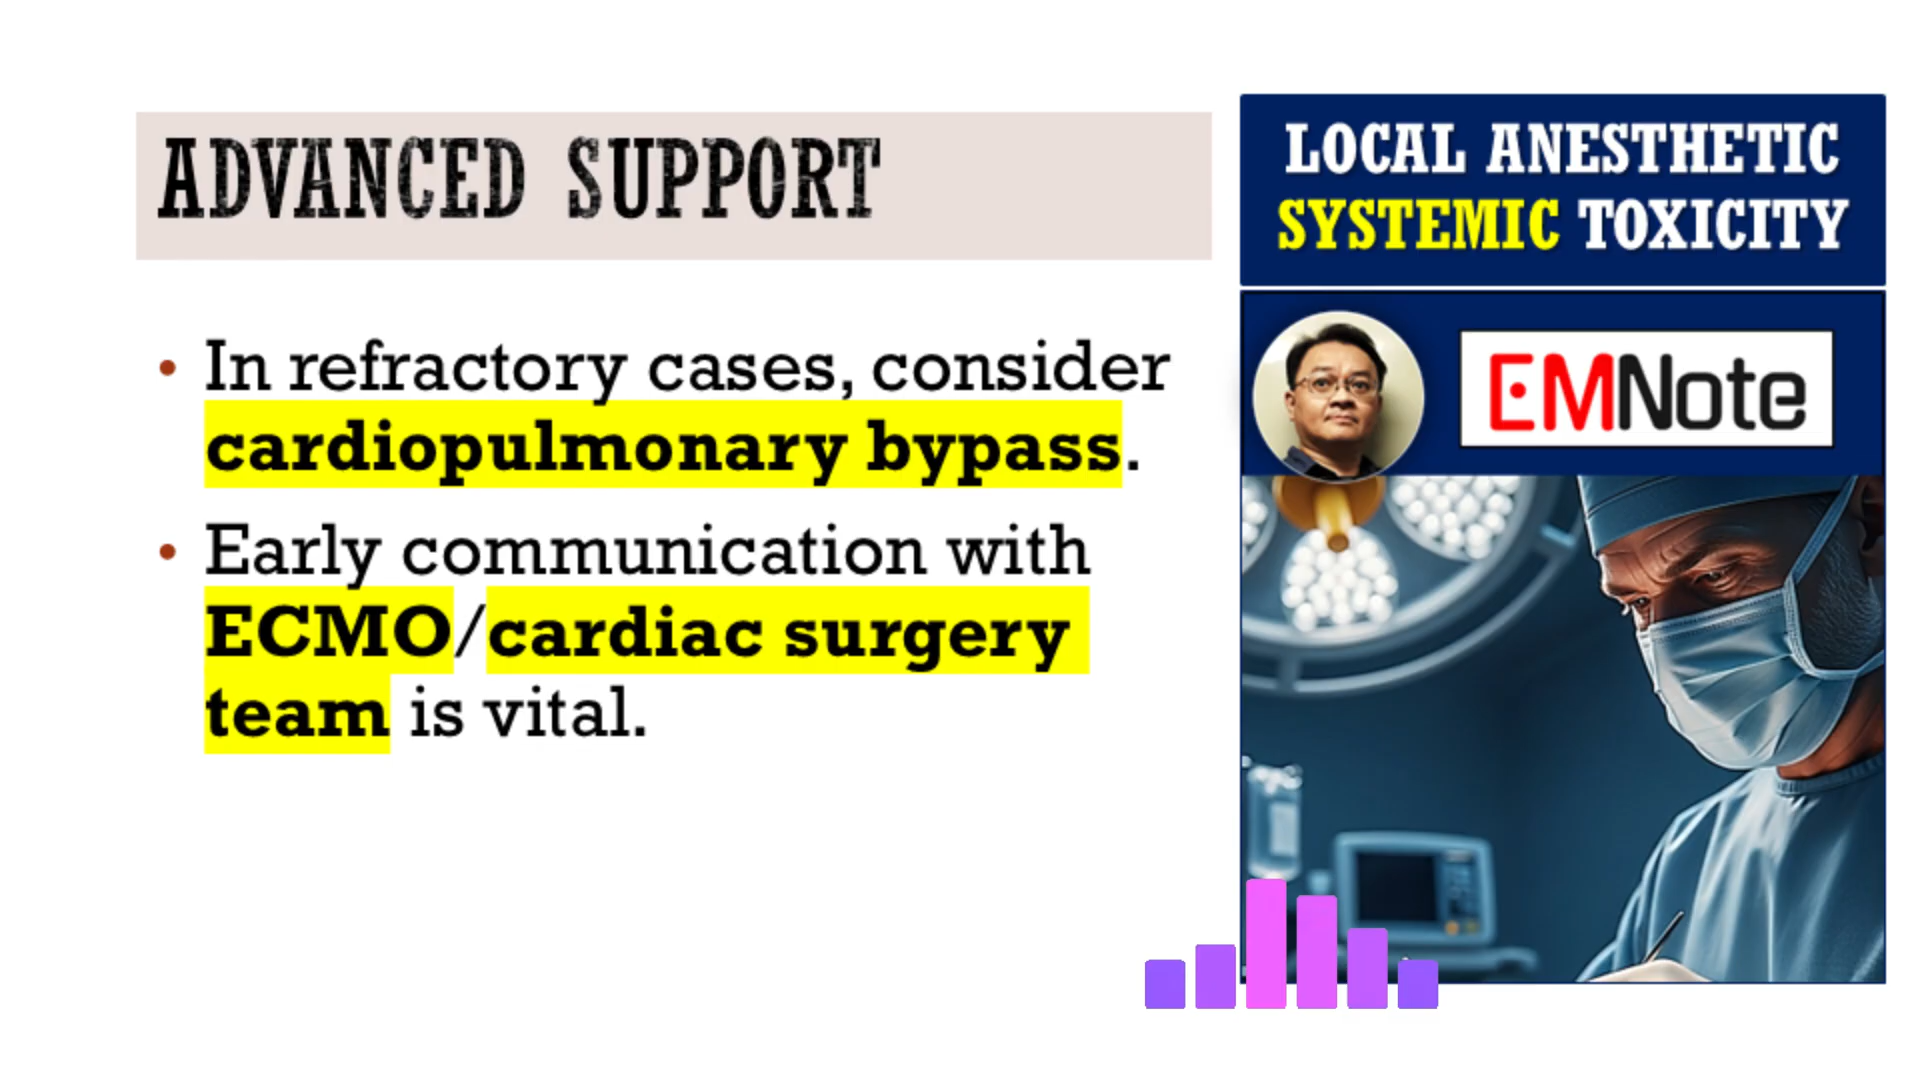 ADVANCED SUPPORT
• In refractory cases, consider
cardiopulmonary bypass.
• Early communication with
ECMO/cardiac surgery
team is vital.
LOCAL ANESTHETIC
SYSTEMIC TOXICITY
EMNote